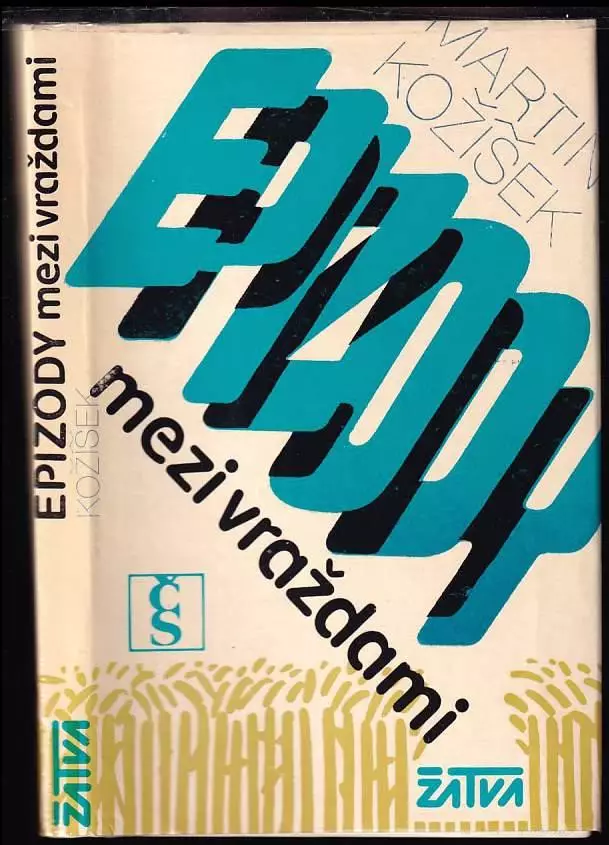 EPIZODY mezi vraždami
KOŽÍŠEK
ŽATVA
MARTIN
KOŽÍŠEK
EPIZODY
mezi vraždami
ČS
ŽATVA